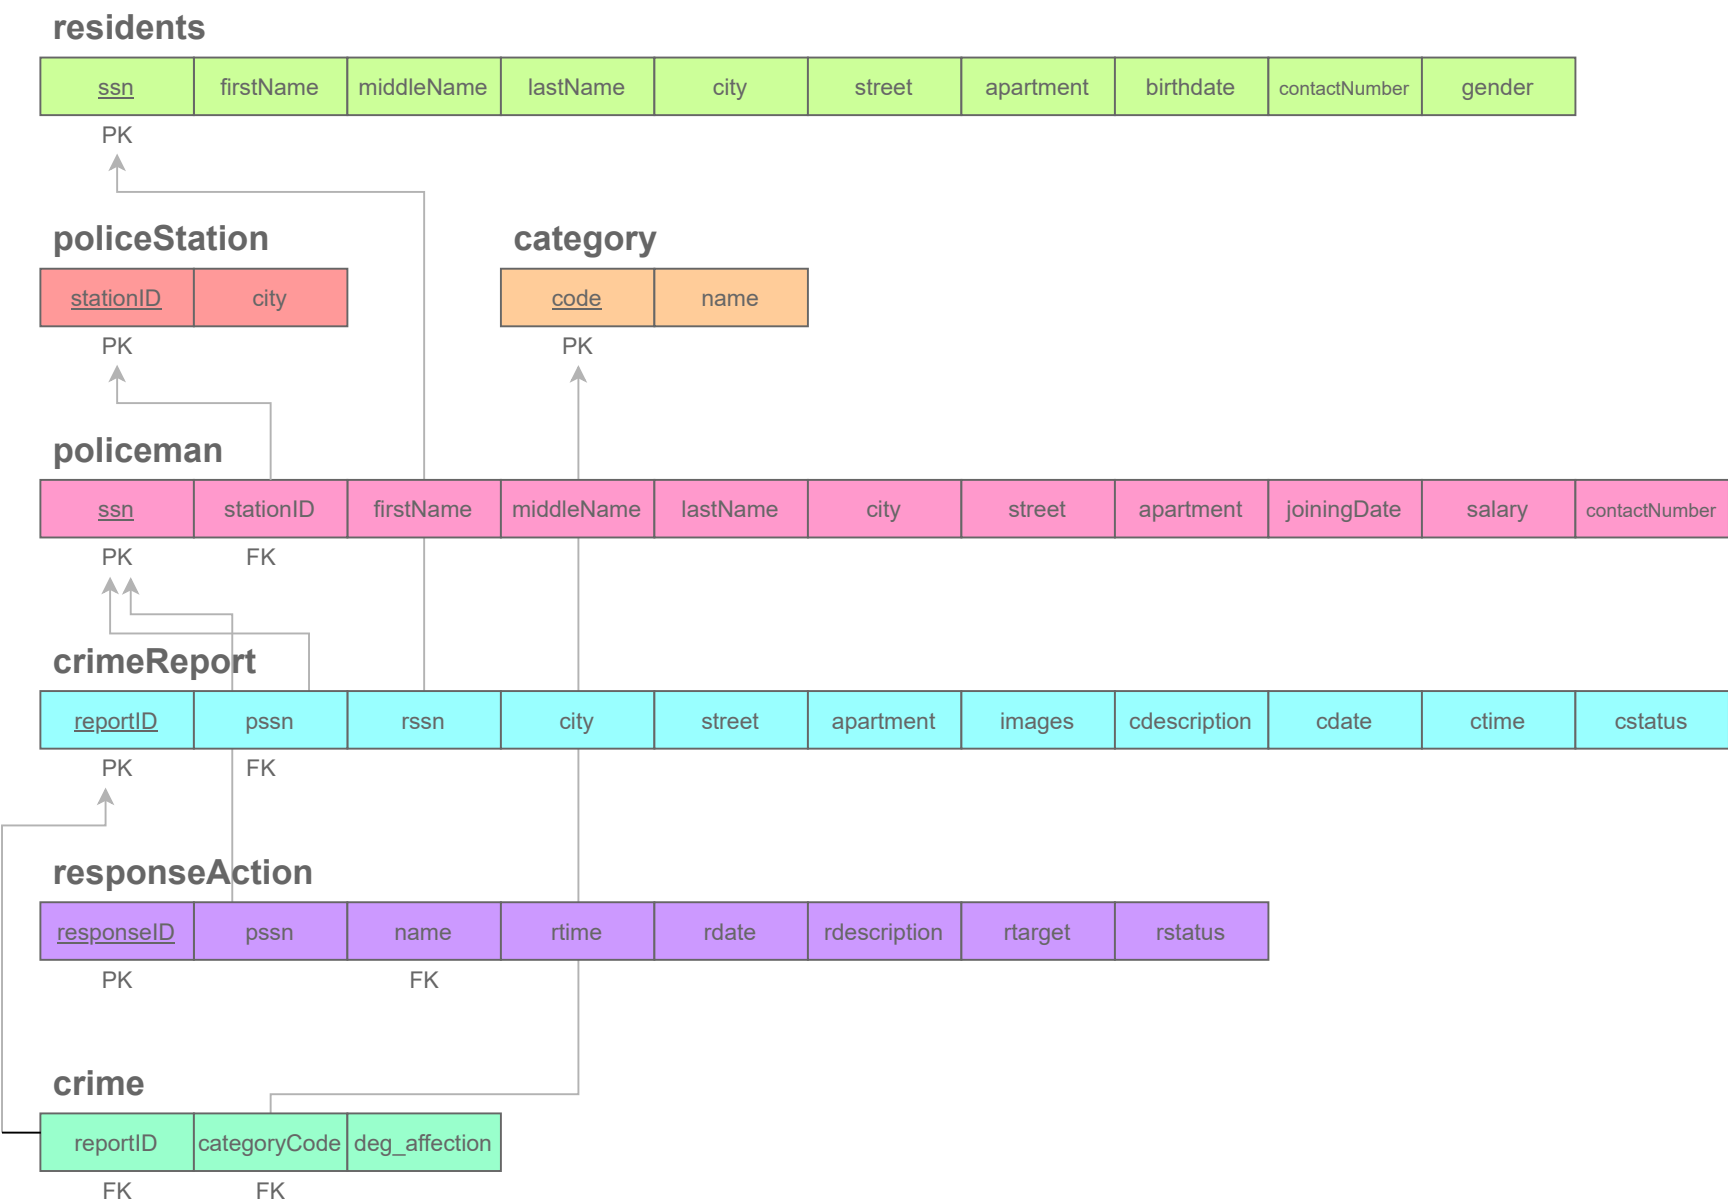 residents
ssn firstName middleName lastName city street apartment birthdate contactNumber gender
PK
policeStation category
stationID city code name
PK PK
policeman
ssn stationID firstName middleName lastName city street apartment joiningDate salary contactNumber
PK FK
crimeReport
reportID pssn rssn city street apartment images cdescription cdate ctime cstatus
PK FK
responseAction
responseID pssn name rtime rdate rdescription rtarget rstatus
PK FK
crime
reportID categoryCode deg_affection
FK FK